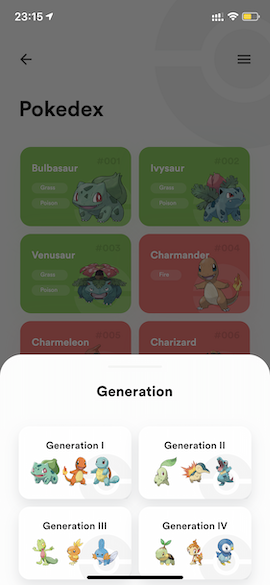 23:15
Pokedex
#001
#002
Bulbasaur
Ivysaur
Grass
Grass
Poison
Poison
#003
#004
Venusaur
Charmander
Grass
Fire
Poison
#005
#006
Charmeleon
Charizard
Generation
Generation I
Generation II
Generation III
Generation IV